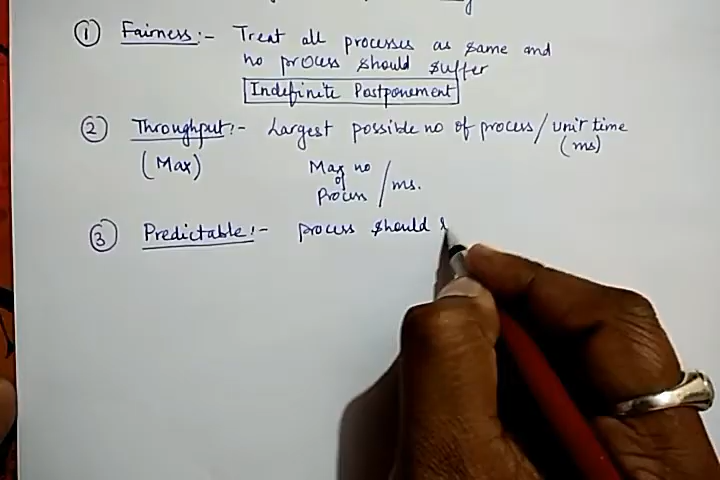 ① Fairness:- Treat all processes as same and
no process should suffer
Indefinite Postponement
② Throughput:- Largest possible no of process/unit time
(Max) (ms)
Max no
of
Process /ms.
③ Predictable:- process should